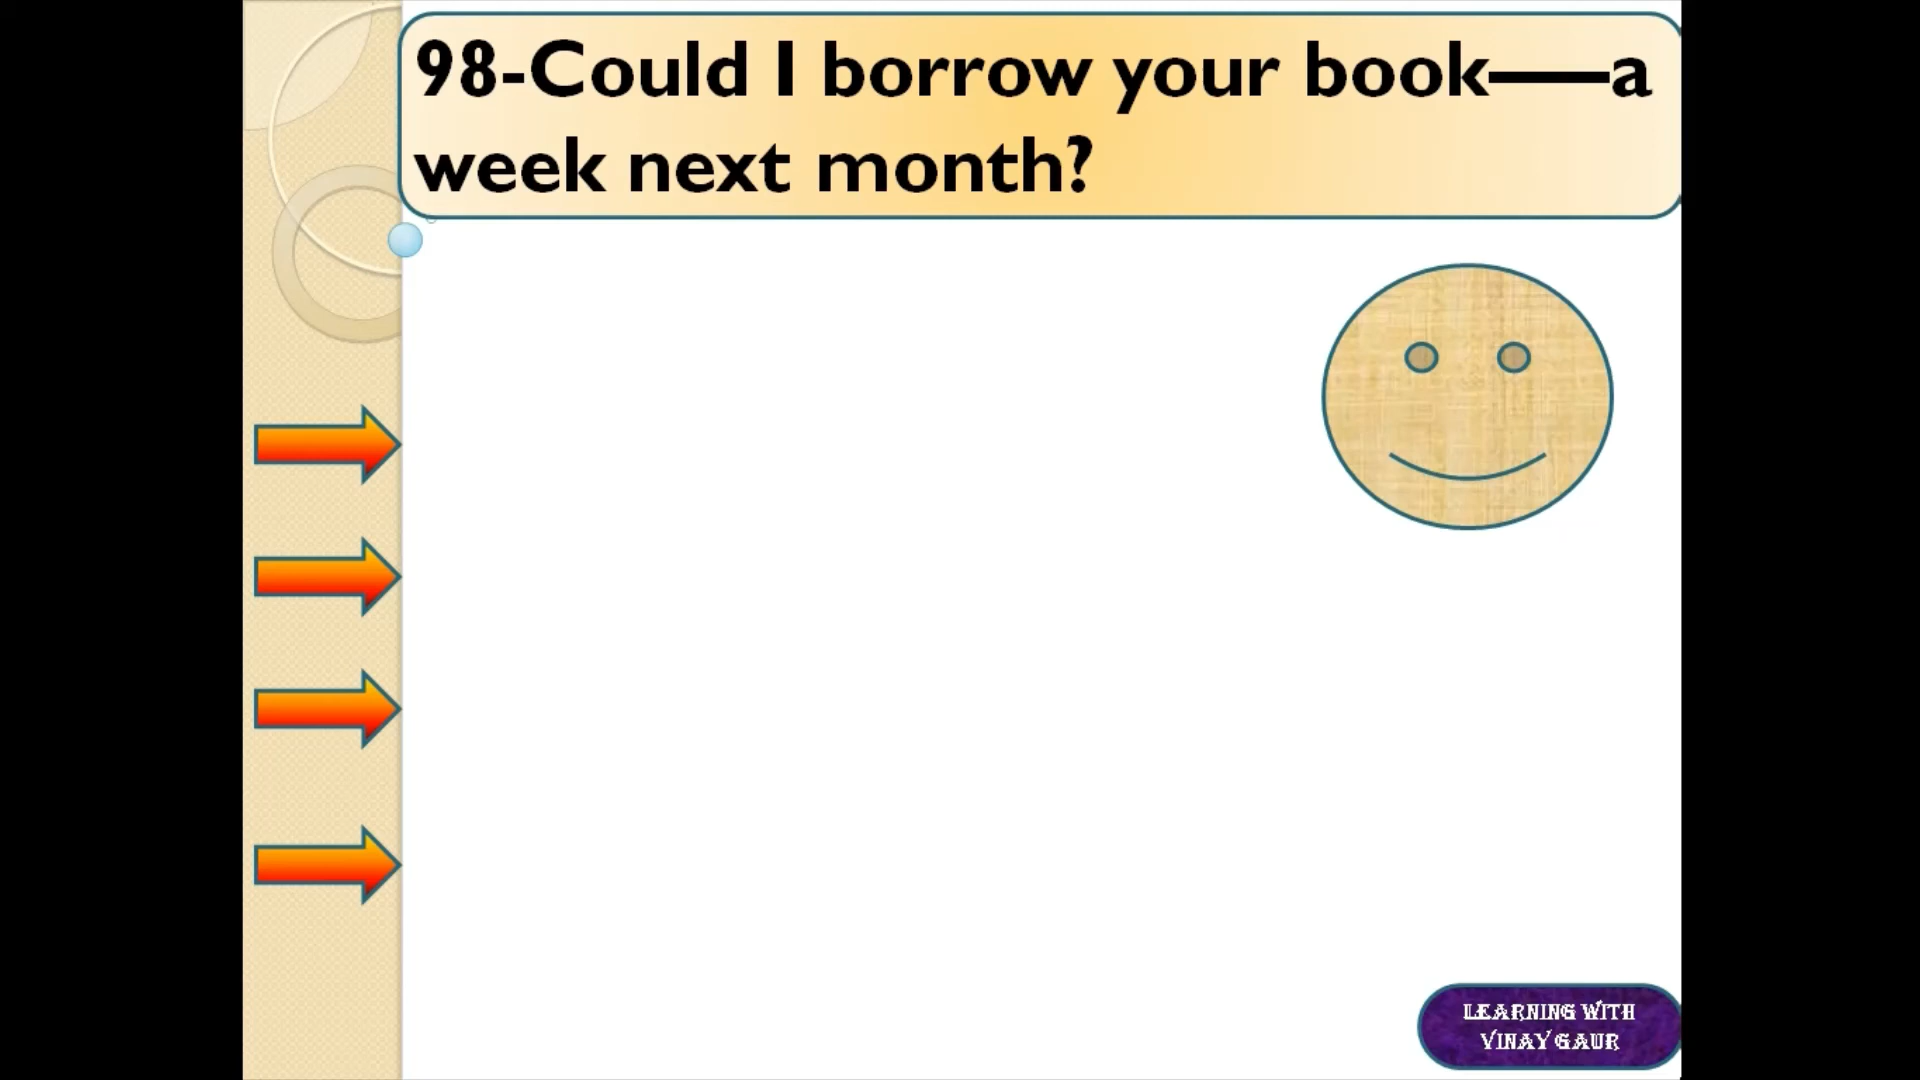 98-Could I borrow your book——a
week next month?
LEARNING WITH
VINAY GAUR